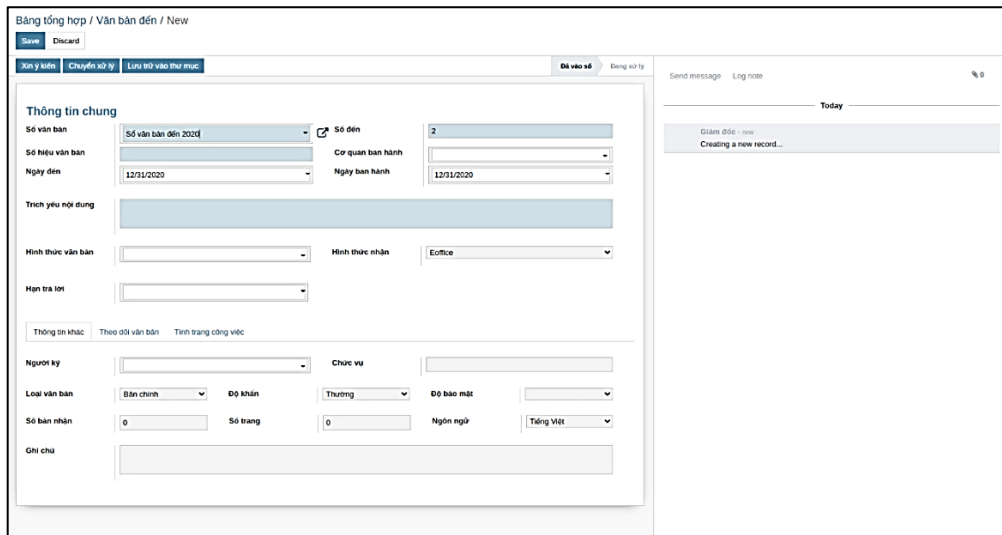 Bảng tổng hợp / Văn bản đến / New
Save Discard
Xin ý kiến Chuyển xử lý Lưu trữ vào thư mục Đã vào sổ Đang xử lý
Send message Log note 0
Today
Giám đốc - now
Creating a new record...
Thông tin chung
Sổ văn bản Sổ văn bản đến 2020 Số đến 2
Số hiệu văn bản Cơ quan ban hành
Ngày đến 12/31/2020 Ngày ban hành 12/31/2020
Trích yếu nội dung
Hình thức văn bản Hình thức nhận Eoffice
Hạn trả lời
Thông tin khác Theo dõi văn bản Tình trạng công việc
Người ký Chức vụ
Loại văn bản Bản chính Độ khẩn Thường Độ bảo mật
Số bản nhận 0 Số trang 0 Ngôn ngữ Tiếng Việt
Ghi chú